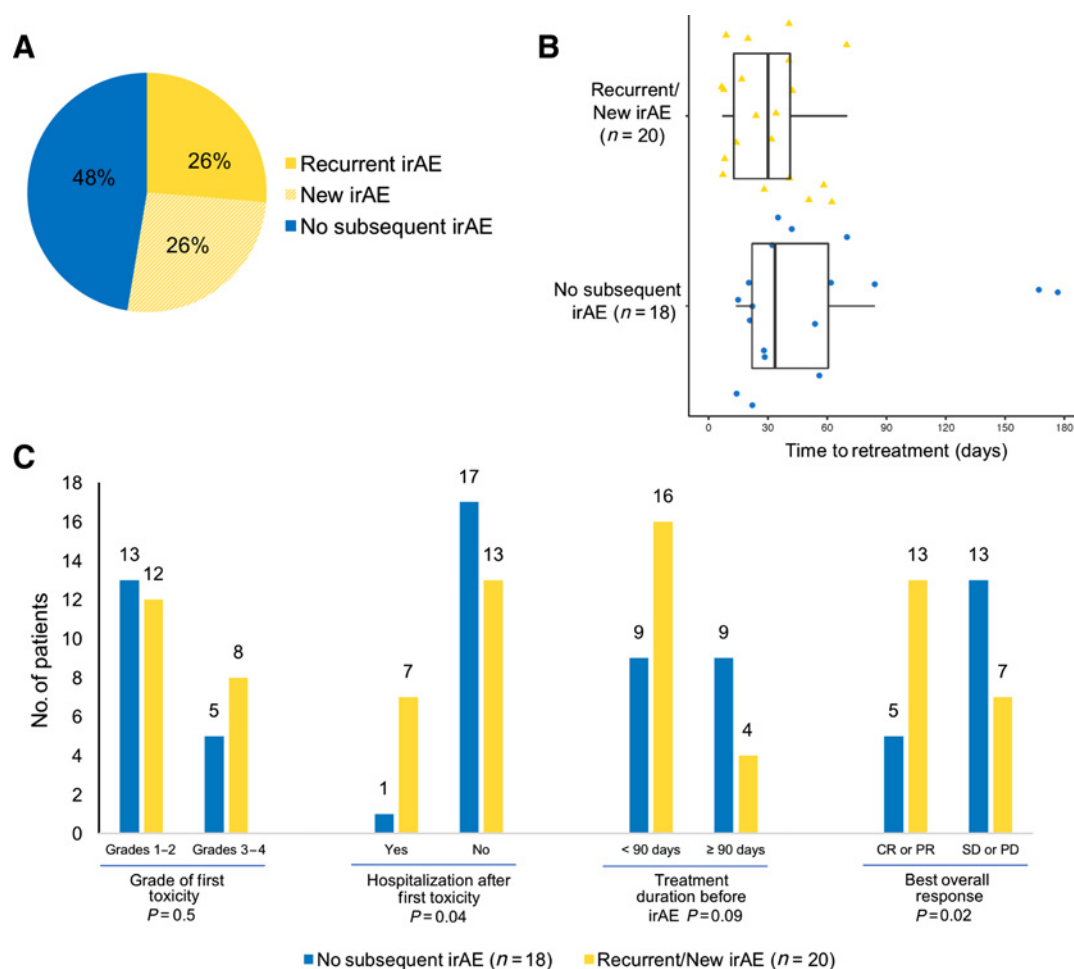 A
48%
26%
26%
Recurrent irAE
New irAE
No subsequent irAE
B
Recurrent/
New irAE
(n = 20)
No subsequent
irAE (n = 18)
0 30 60 90 120 150 180
Time to retreatment (days)
C
No. of patients
18
16
14
12
10
8
6
4
2
0
13 12 5 8
1 7 17 13
9 16 9 4
5 13 13 7
Grades 1–2 Grades 3–4
Grade of first
toxicity
P = 0.5
Yes No
Hospitalization after
first toxicity
P = 0.04
< 90 days ≥ 90 days
Treatment
duration before
irAE P = 0.09
CR or PR SD or PD
Best overall
response
P = 0.02
No subsequent irAE (n = 18) Recurrent/New irAE (n = 20)